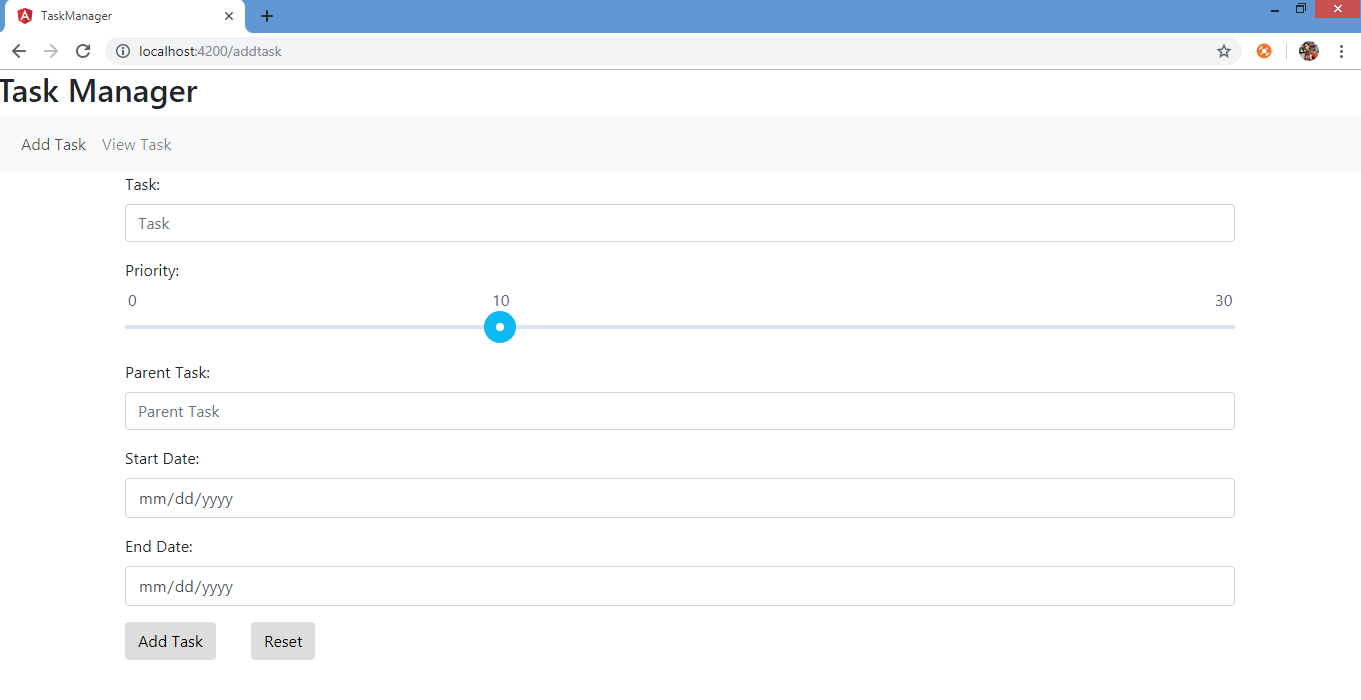 TaskManager
localhost:4200/addtask
Task Manager
Add Task View Task
Task:
Task
Priority:
0 10 30
Parent Task:
Parent Task
Start Date:
mm/dd/yyyy
End Date:
mm/dd/yyyy
Add Task Reset